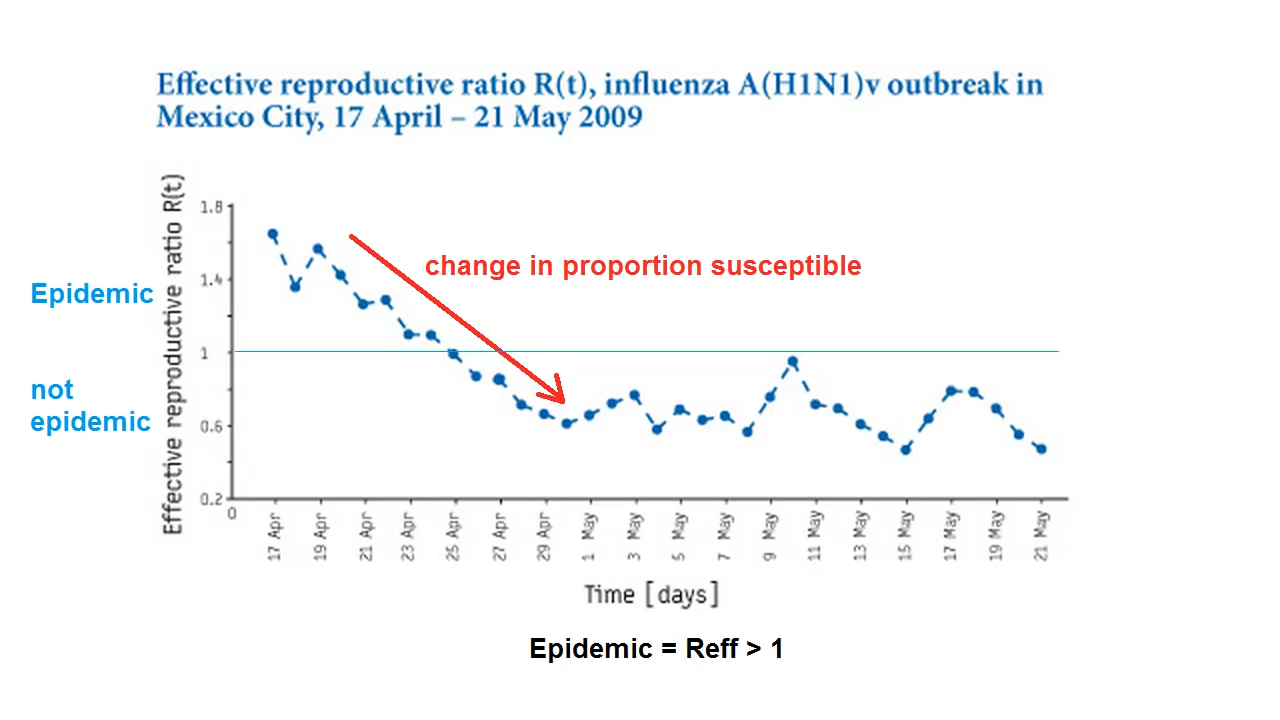 Effective reproductive ratio R(t), influenza A(H1N1)v outbreak in
Mexico City, 17 April – 21 May 2009
Effective reproductive ratio R(t)
1.8
1.4
1
0.6
0.2
0
Epidemic
not
epidemic
change in proportion susceptible
17 Apr
19 Apr
21 Apr
23 Apr
25 Apr
27 Apr
29 Apr
1 May
3 May
5 May
7 May
9 May
11 May
13 May
15 May
17 May
19 May
21 May
Time [days]
Epidemic = Reff > 1